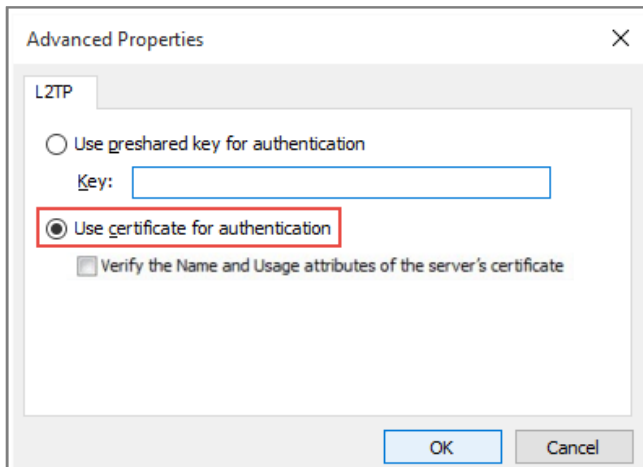 Advanced Properties
L2TP
Use preshared key for authentication
Key:
Use certificate for authentication
Verify the Name and Usage attributes of the server's certificate
OK Cancel